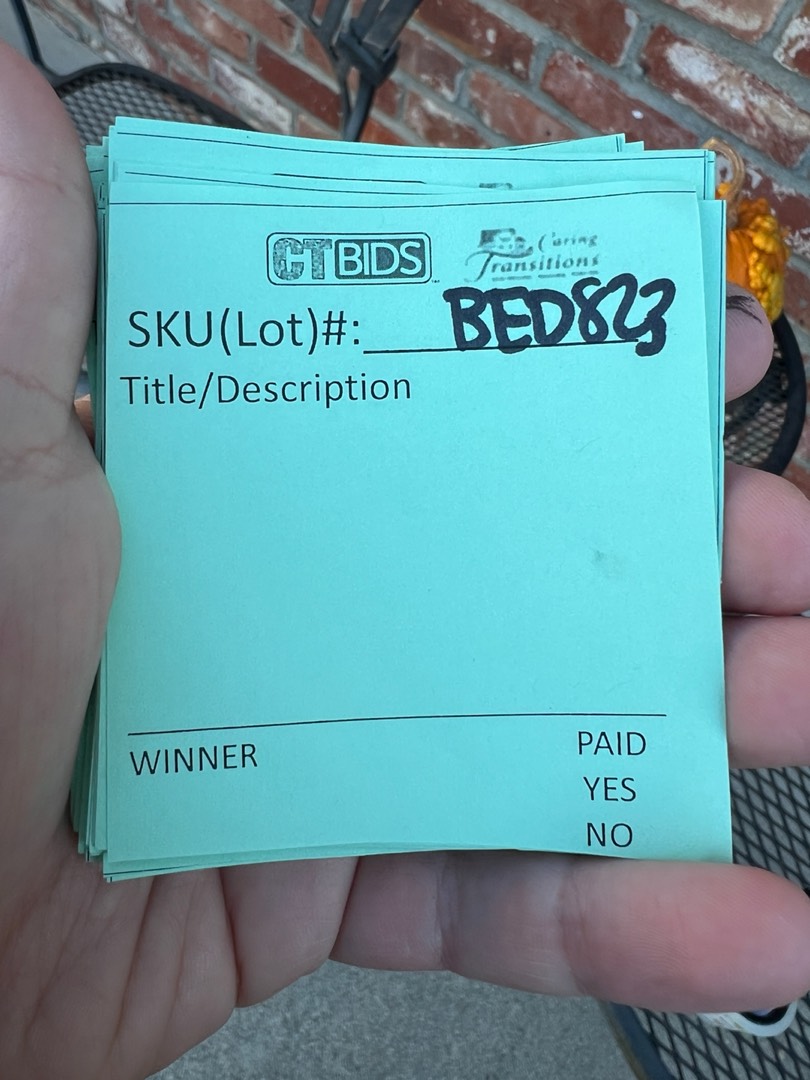 CTBIDS
Caring
Transitions
SKU(Lot)#: BED823
Title/Description
WINNER PAID
YES
NO